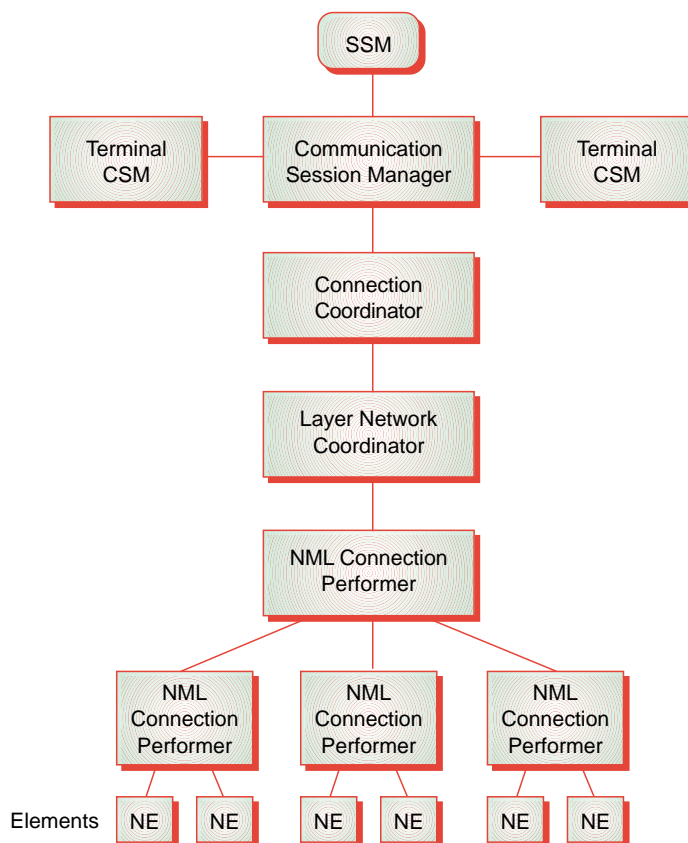 SSM
Terminal
CSM
Communication
Session Manager
Terminal
CSM
Connection
Coordinator
Layer Network
Coordinator
NML Connection
Performer
NML
Connection
Performer
NML
Connection
Performer
NML
Connection
Performer
Elements
NE
NE
NE
NE
NE
NE